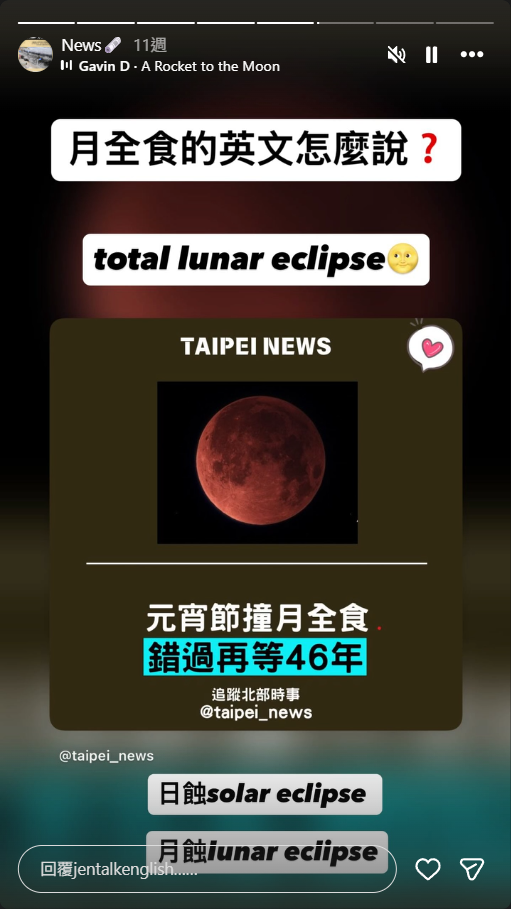 News 11週
Gavin D · A Rocket to the Moon
月全食的英文怎麼說❓
total lunar eclipse🌝
TAIPEI NEWS
元宵節撞月全食
錯過再等46年
追蹤北部時事
@taipei_news
@taipei_news
日蝕solar eclipse
月蝕lunar eclipse
回覆jentalkenglish......